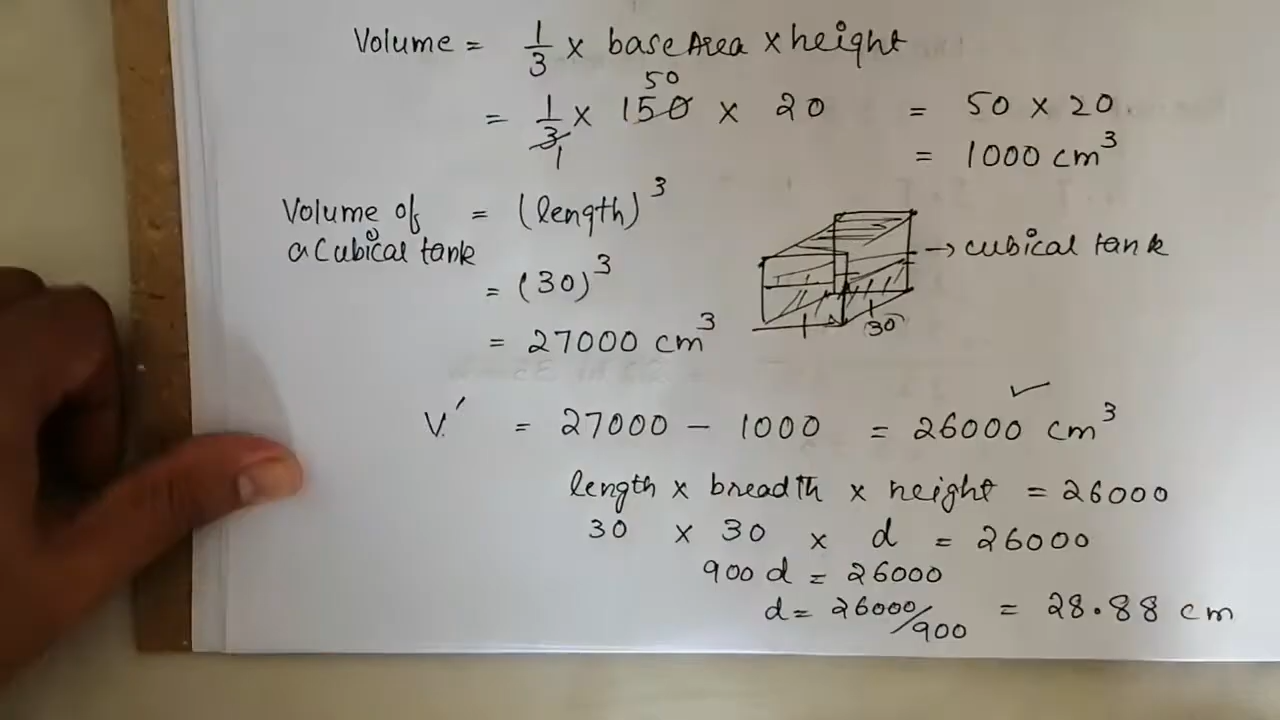 Volume = 1/3 x base Area x height
50
= 1/3 x 150 x 20 = 50 x 20
1
= 1000 cm³
Volume of a Cubical tank = (length)³
= (30)³
= 27000 cm³
→ cubical tank
30
V' = 27000 - 1000 = 26000 cm³ ✓
length x breadth x height = 26000
30 x 30 x d = 26000
900 d = 26000
d = 26000/900 = 28.88 cm